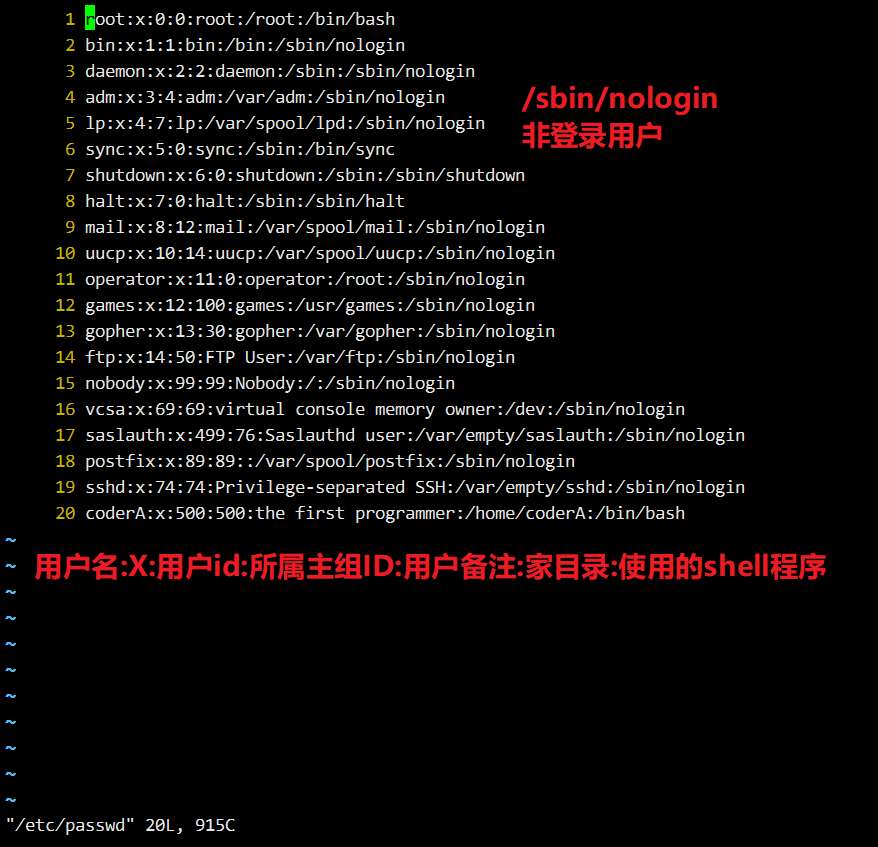 1 root:x:0:0:root:/root:/bin/bash
2 bin:x:1:1:bin:/bin:/sbin/nologin
3 daemon:x:2:2:daemon:/sbin:/sbin/nologin
4 adm:x:3:4:adm:/var/adm:/sbin/nologin
/sbin/nologin
5 lp:x:4:7:lp:/var/spool/lpd:/sbin/nologin
非登录用户
6 sync:x:5:0:sync:/sbin:/bin/sync
7 shutdown:x:6:0:shutdown:/sbin:/sbin/shutdown
8 halt:x:7:0:halt:/sbin:/sbin/halt
9 mail:x:8:12:mail:/var/spool/mail:/sbin/nologin
10 uucp:x:10:14:uucp:/var/spool/uucp:/sbin/nologin
11 operator:x:11:0:operator:/root:/sbin/nologin
12 games:x:12:100:games:/usr/games:/sbin/nologin
13 gopher:x:13:30:gopher:/var/gopher:/sbin/nologin
14 ftp:x:14:50:FTP User:/var/ftp:/sbin/nologin
15 nobody:x:99:99:Nobody:/:/sbin/nologin
16 vcsa:x:69:69:virtual console memory owner:/dev:/sbin/nologin
17 saslauth:x:499:76:Saslauthd user:/var/empty/saslauth:/sbin/nologin
18 postfix:x:89:89::/var/spool/postfix:/sbin/nologin
19 sshd:x:74:74:Privilege-separated SSH:/var/empty/sshd:/sbin/nologin
20 coderA:x:500:500:the first programmer:/home/coderA:/bin/bash
~
~ 用户名:X:用户id:所属主组ID:用户备注:家目录:使用的shell程序
~
~
~
~
~
~
~
~
~
"/etc/passwd" 20L, 915C